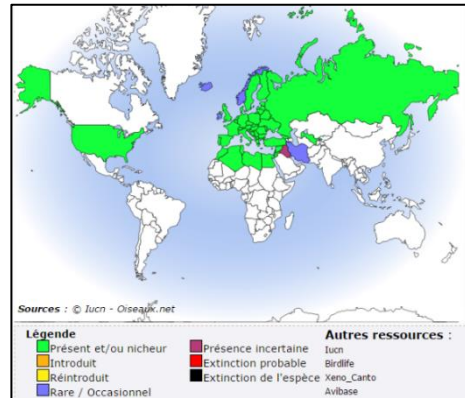 Sources : © Iucn - Oiseaux.net
Légende
Présent et/ou nicheur
Introduit
Réintroduit
Rare / Occasionnel
Présence incertaine
Extinction probable
Extinction de l'espèce
Autres ressources :
Iucn
Birdlife
Xeno_Canto
Avibase